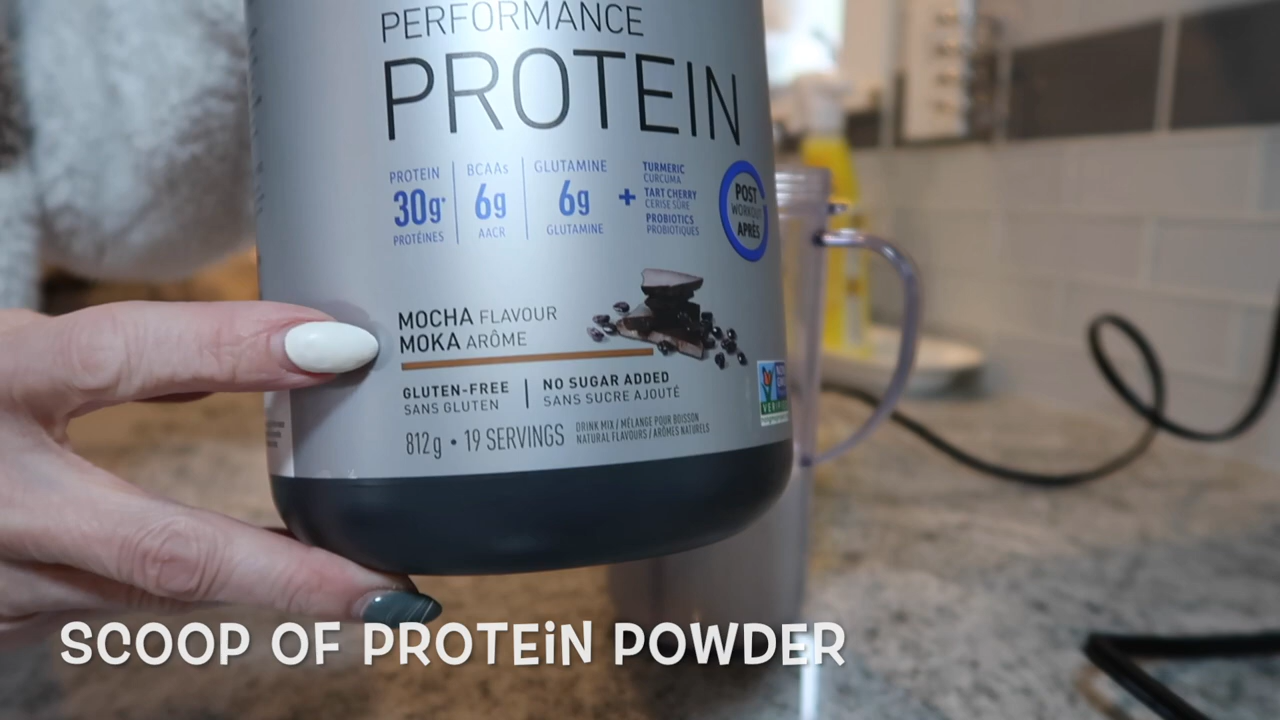 PERFORMANCE
PROTEIN
PROTEIN
30g*
PROTÉINES
BCAAs
6g
AACR
GLUTAMINE
6g
GLUTAMINE
+
TURMERIC
CURCUMA
TART CHERRY
CERISE SÛRE
PROBIOTICS
PROBIOTIQUES
POST
WORKOUT
APRÈS
MOCHA FLAVOUR
MOKA ARÔME
GLUTEN-FREE
SANS GLUTEN
NO SUGAR ADDED
SANS SUCRE AJOUTÉ
812g • 19 SERVINGS
DRINK MIX / MÉLANGE POUR BOISSON
NATURAL FLAVOURS / ARÔMES NATURELS
SCOOP OF PROTEIN POWDER